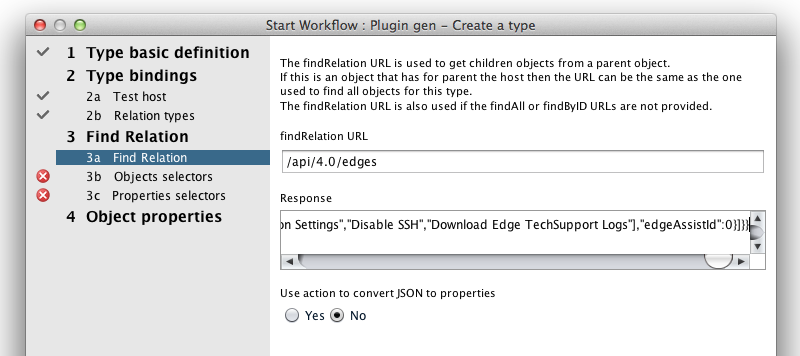 Start Workflow : Plugin gen – Create a type
1 Type basic definition
2 Type bindings
2a Test host
2b Relation types
3 Find Relation
3a Find Relation
3b Objects selectors
3c Properties selectors
4 Object properties
The findRelation URL is used to get children objects from a parent object.
If this is an object that has for parent the host then the URL can be the same as the one
used to find all objects for this type.
The findRelation URL is also used if the findAll or findByID URLs are not provided.
findRelation URL
/api/4.0/edges
Response
on Settings","Disable SSH","Download Edge TechSupport Logs"],"edgeAssistId":0}]}}
Use action to convert JSON to properties
Yes No